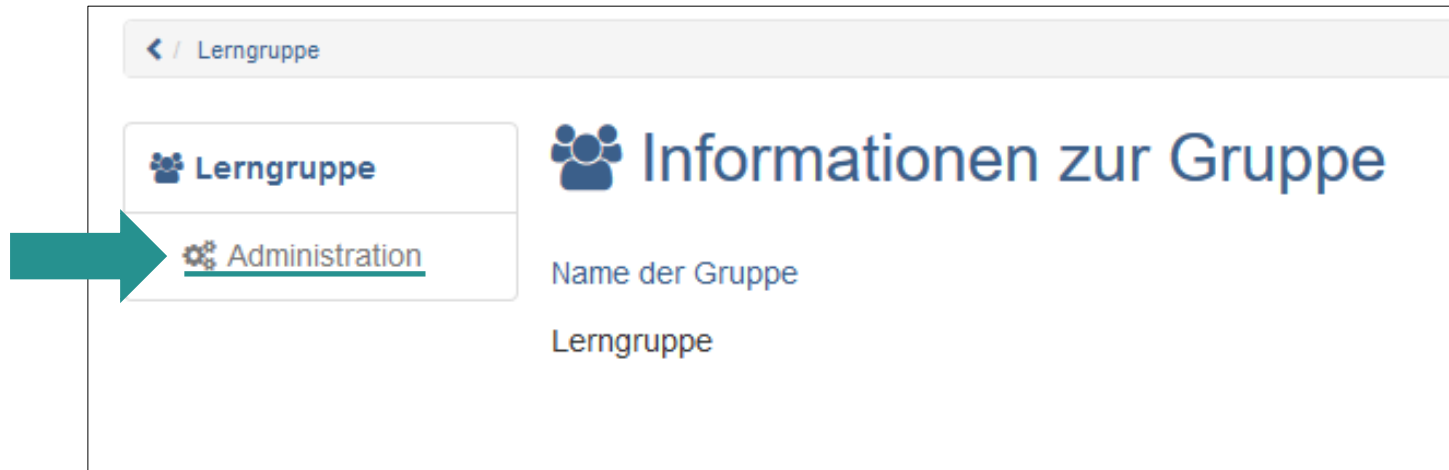 / Lerngruppe
Lerngruppe
Administration
Informationen zur Gruppe
Name der Gruppe
Lerngruppe